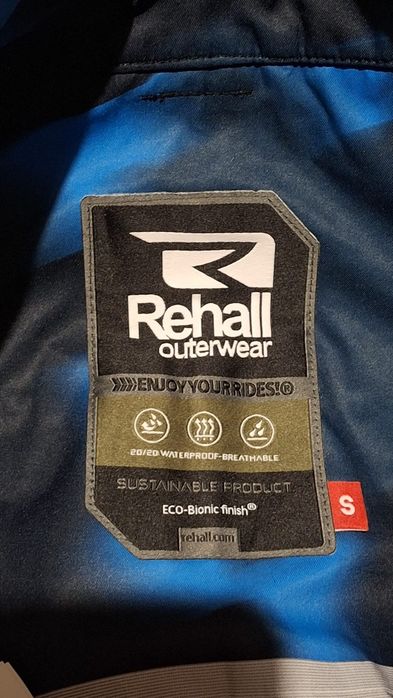 Rehall
outerwear
ENJOY YOUR RIDES!®
20/20 WATERPROOF-BREATHABLE
SUSTAINABLE PRODUCT
ECO-Bionic finish®
S
rehall.com